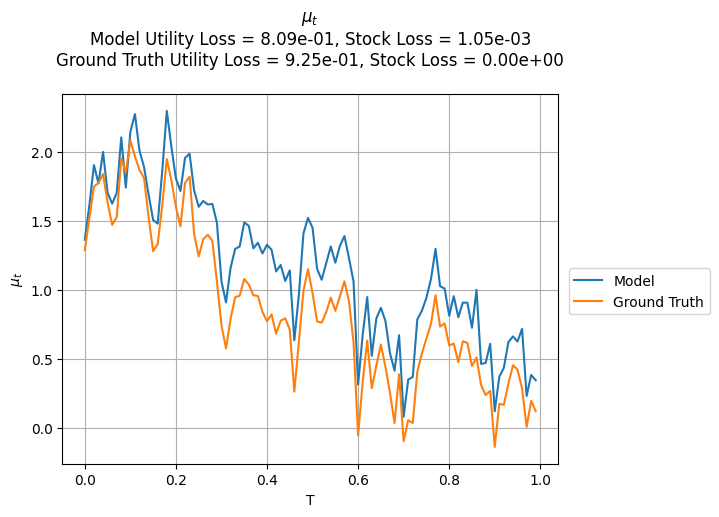 μₜ
Model Utility Loss = 8.09e-01, Stock Loss = 1.05e-03
Ground Truth Utility Loss = 9.25e-01, Stock Loss = 0.00e+00
2.0
1.5
1.0
0.5
0.0
μₜ
0.0 0.2 0.4 0.6 0.8 1.0
T
Model
Ground Truth